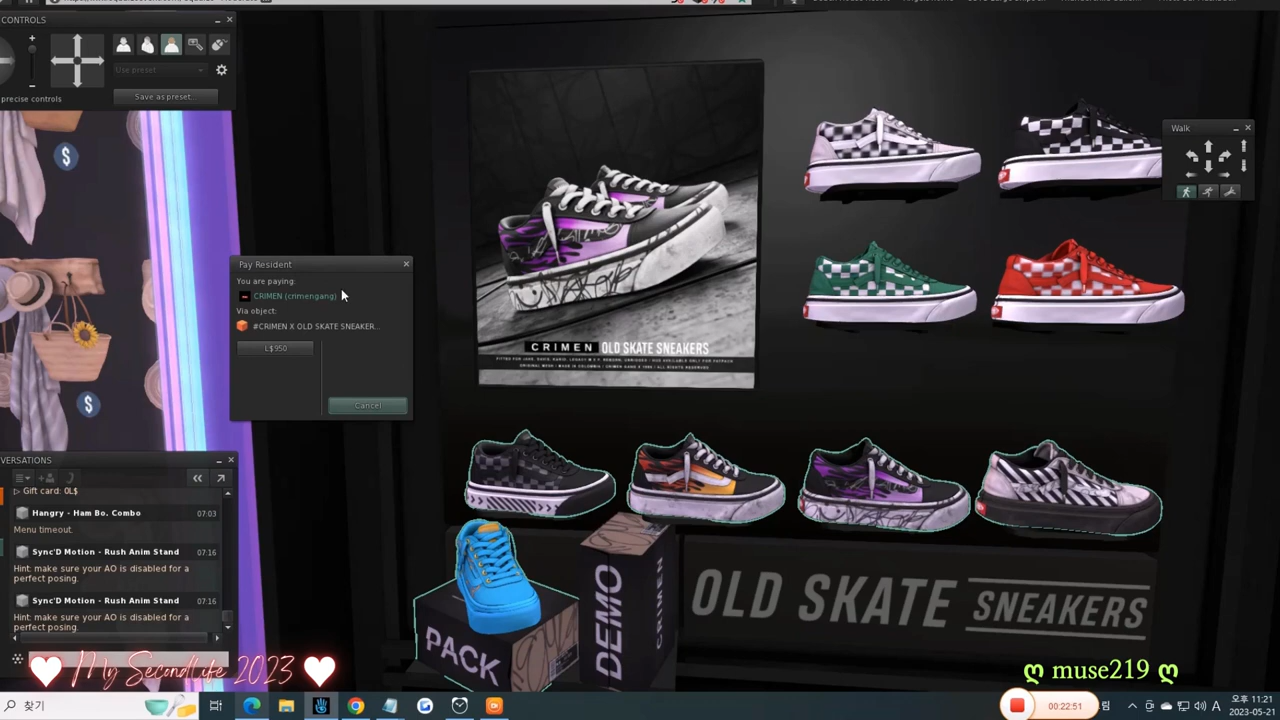 CONTROLS
Use preset
precise controls
Save as preset...
Walk
Pay Resident
You are paying:
CRIMEN (crimengang)
Via object:
#CRIMEN X OLD SKATE SNEAKER...
L$950
Cancel
CRIMEN OLD SKATE SNEAKERS
VERSATIONS
Gift card: 0L$
Hangry - Ham Bo. Combo 07:03
Menu timeout.
Sync'D Motion - Rush Anim Stand 07:16
Hint: make sure your AO is disabled for a
perfect posing.
Sync'D Motion - Rush Anim Stand 07:16
Hint: make sure your AO is disabled for a
perfect posing.
PACK
DEMO
CRIMEN
OLD SKATE SNEAKERS
My SecondLife 2023
ღ muse219 ღ
찾기
00:22:51
림
A
오후 11:21
2023-05-21